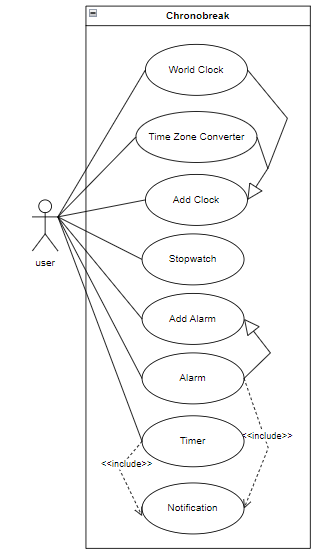 Chronobreak
World Clock
Time Zone Converter
Add Clock
user
Stopwatch
Add Alarm
Alarm
Timer
<<include>>
<<include>>
Notification